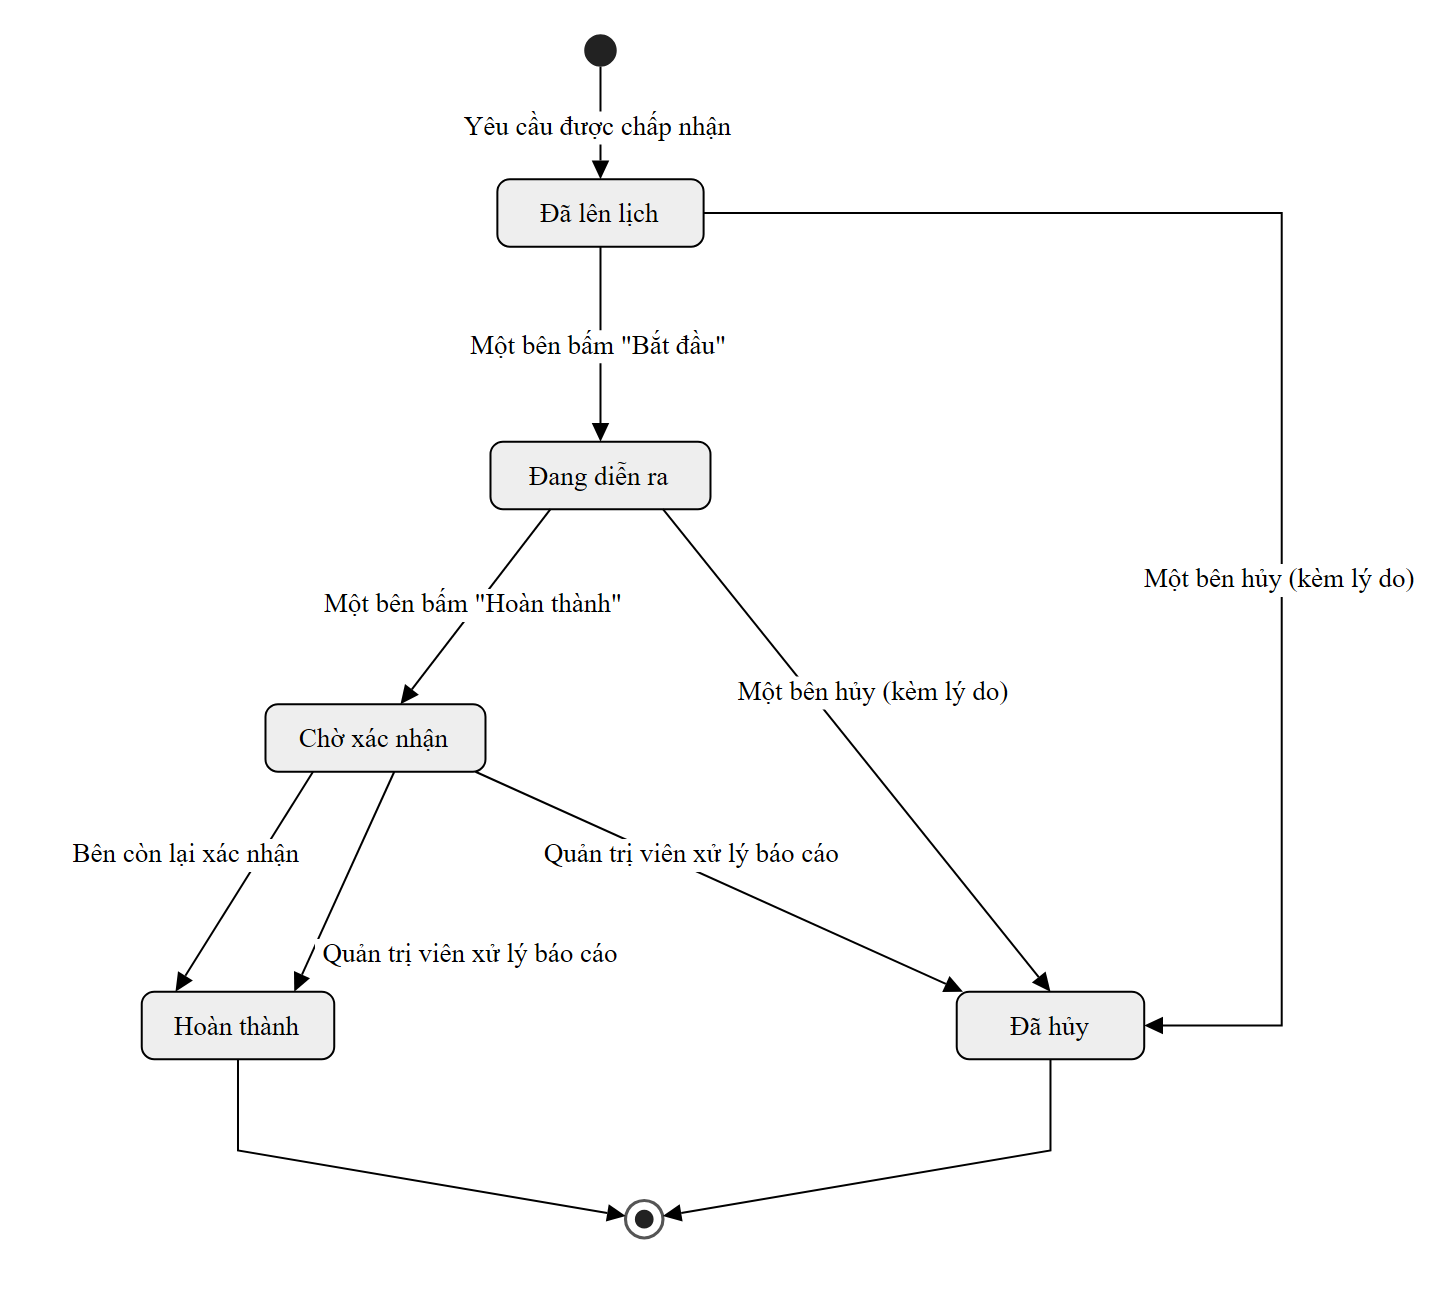 Yêu cầu được chấp nhận
Đã lên lịch
Một bên bấm "Bắt đầu"
Đang diễn ra
Một bên hủy (kèm lý do)
Một bên bấm "Hoàn thành"
Một bên hủy (kèm lý do)
Chờ xác nhận
Bên còn lại xác nhận
Quản trị viên xử lý báo cáo
Quản trị viên xử lý báo cáo
Hoàn thành
Đã hủy